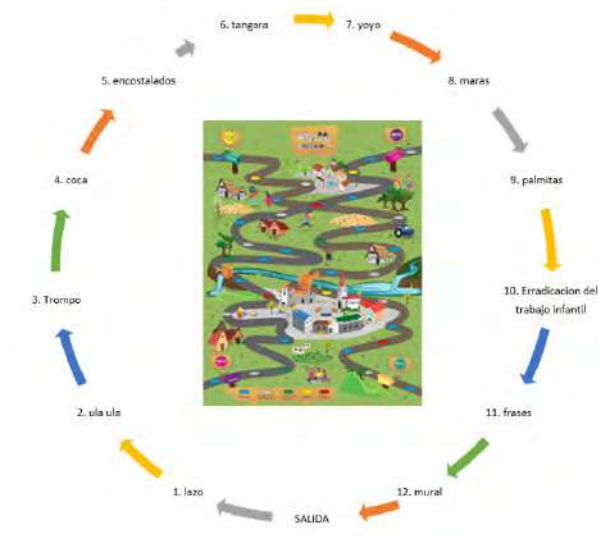 6. tangara
7. yoyo
5. encostalados
8. maras
4. coca
9. palmitas
3. Trompo
10. Erradicacion del
trabajo infantil
2. ula ula
11. frases
1. lazo
12. mural
SALIDA